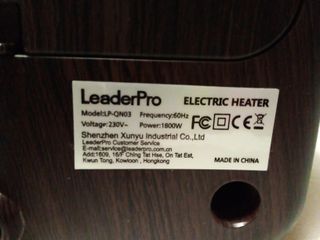 LeaderPro ELECTRIC HEATER
Model:LP-QN03 Frequency:60Hz
Voltage:230V~ Power:1800W FC CE
Shenzhen Xunyu Industrial Co.,Ltd
LeaderPro Customer Service
E-mail:service@leaderpro.com.cn
Add:1609, 16/F Ching Tat Hse, On Tat Est,
Kwun Tong, Kowloon , Hongkong MADE IN CHINA